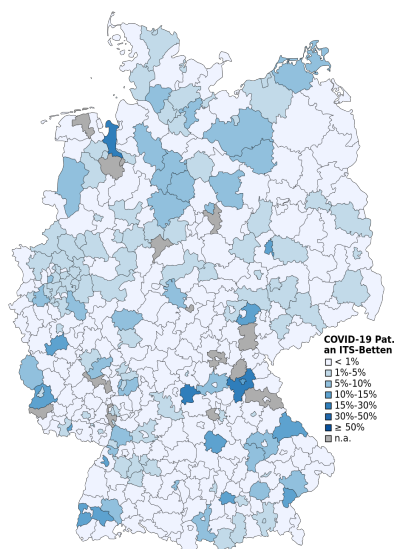 COVID-19 Pat.
an ITS-Betten
< 1%
1%-5%
5%-10%
10%-15%
15%-30%
30%-50%
≥ 50%
n.a.